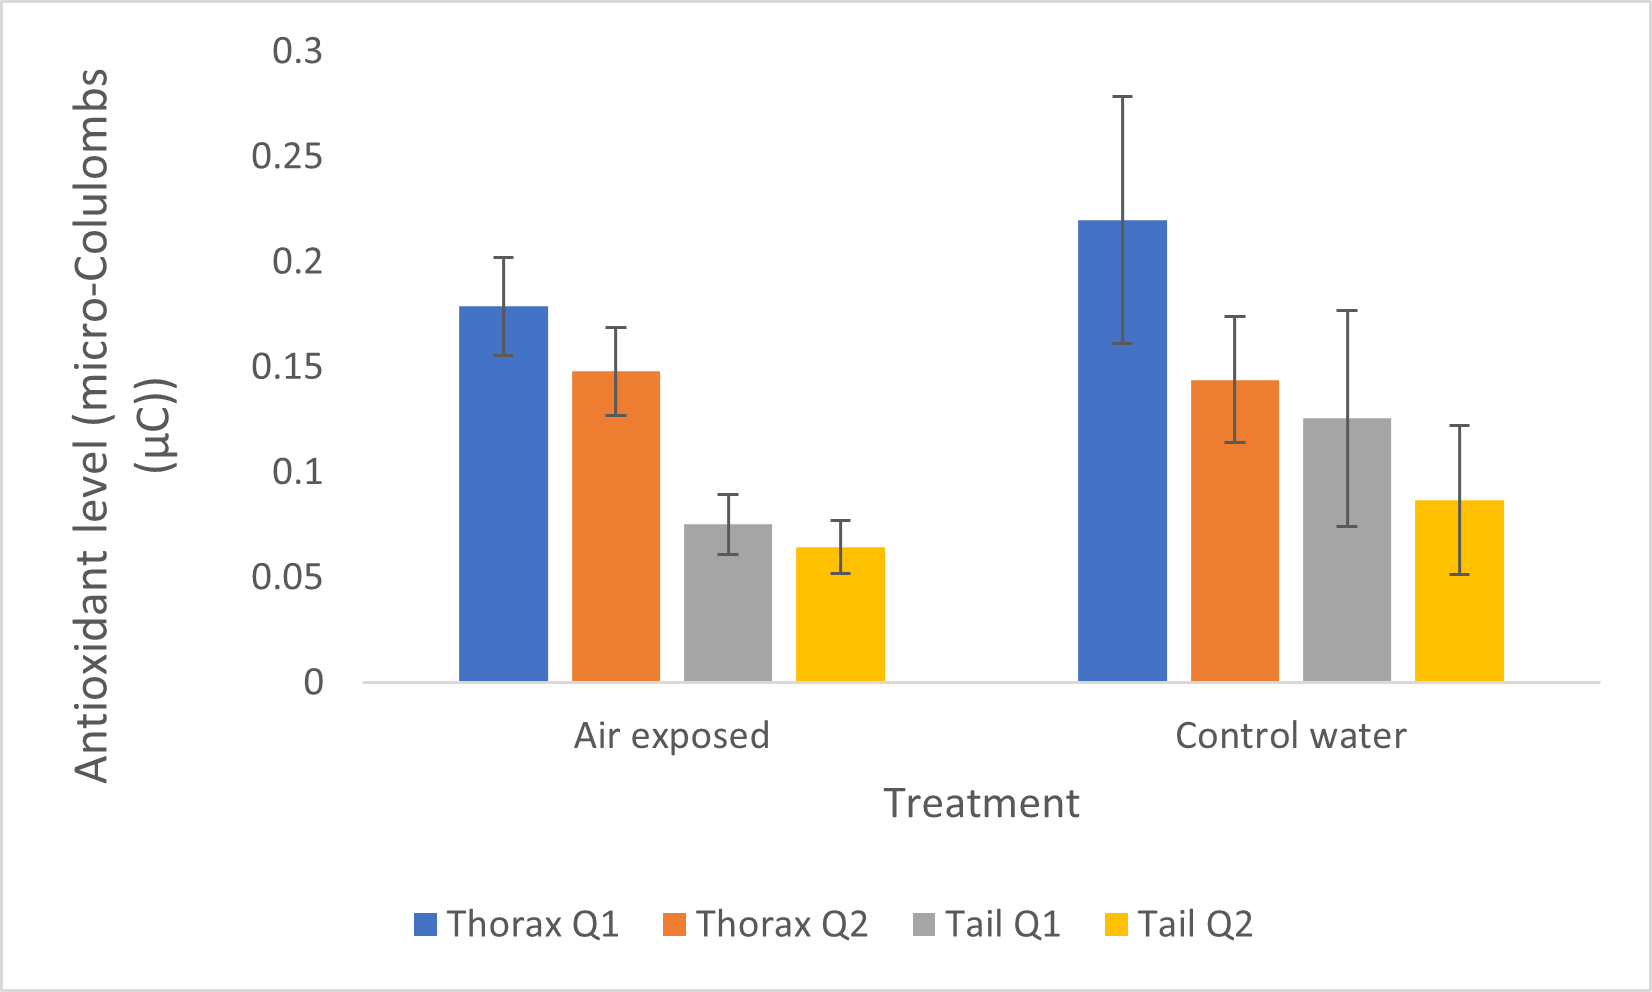 Antioxidant level (micro-Colulombs
(µC))
0.3
0.25
0.2
0.15
0.1
0.05
0
Air exposed
Control water
Treatment
Thorax Q1
Thorax Q2
Tail Q1
Tail Q2